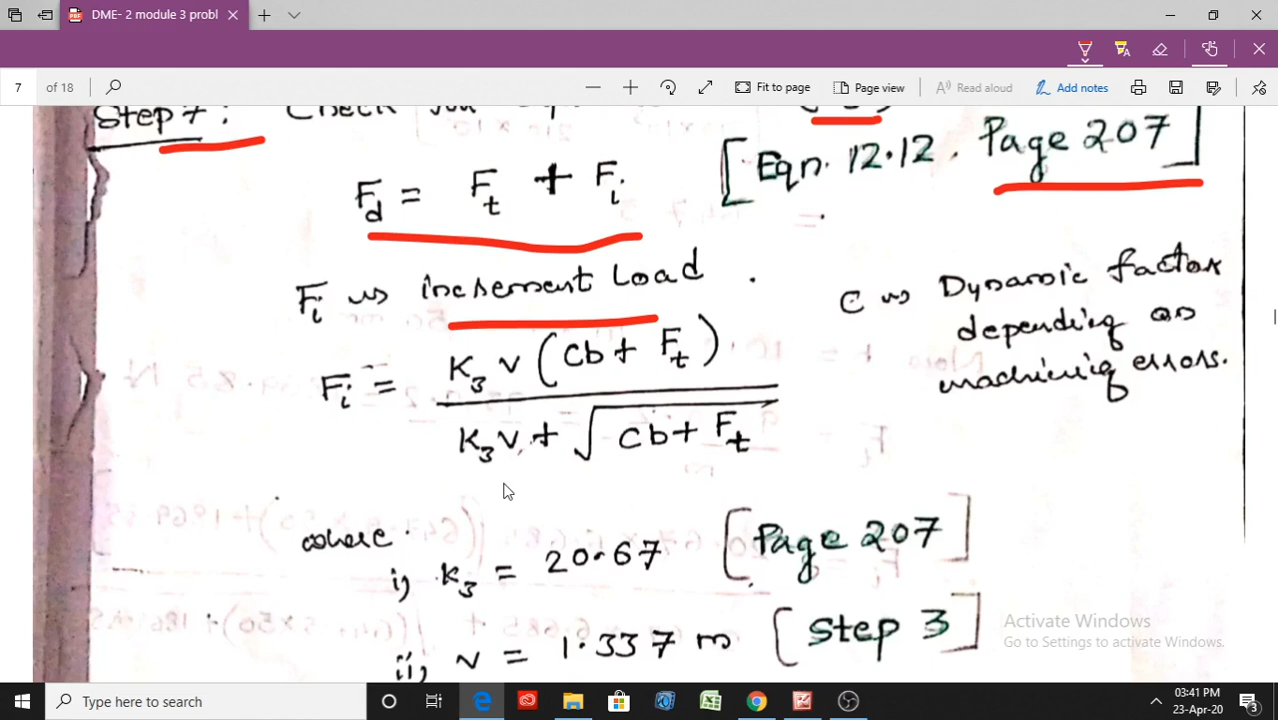 DME- 2 module 3 probl
7 of 18
Fit to page
Page view
Read aloud
Add notes
Step 7 : Check
[Eqn. 12.12, Page 207]
Fd = Ft + Fi
Fi is increment Load .
C is Dynamic factor
depending on
machining errors.
Fi = K3 v (Cb + Ft)
K3 v + √ Cb + Ft
where
i) K3 = 20.67 [Page 207]
ii) v = 1.337 m [Step 3]
Activate Windows
Go to Settings to activate Windows.
Type here to search
03:41 PM
23-Apr-20
3